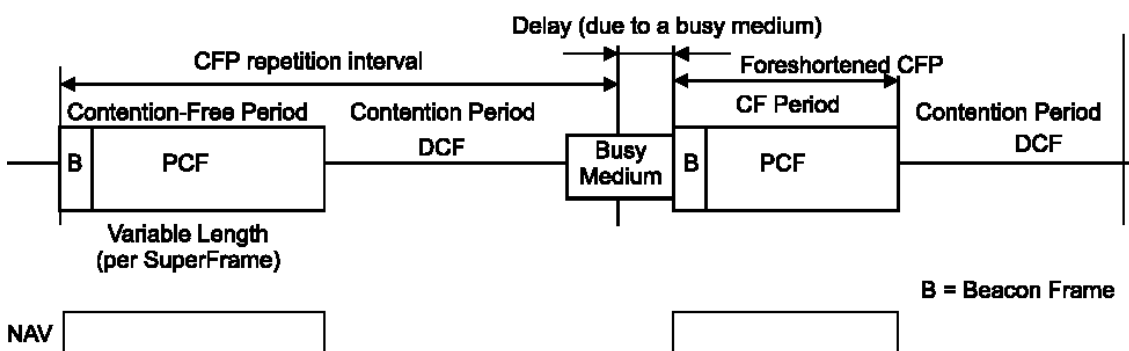 Delay (due to a busy medium)
CFP repetition interval
Foreshortened CFP
Contention-Free Period
Contention Period
CF Period
Contention Period
B
PCF
DCF
Busy
Medium
B
PCF
DCF
Variable Length
(per SuperFrame)
B = Beacon Frame
NAV